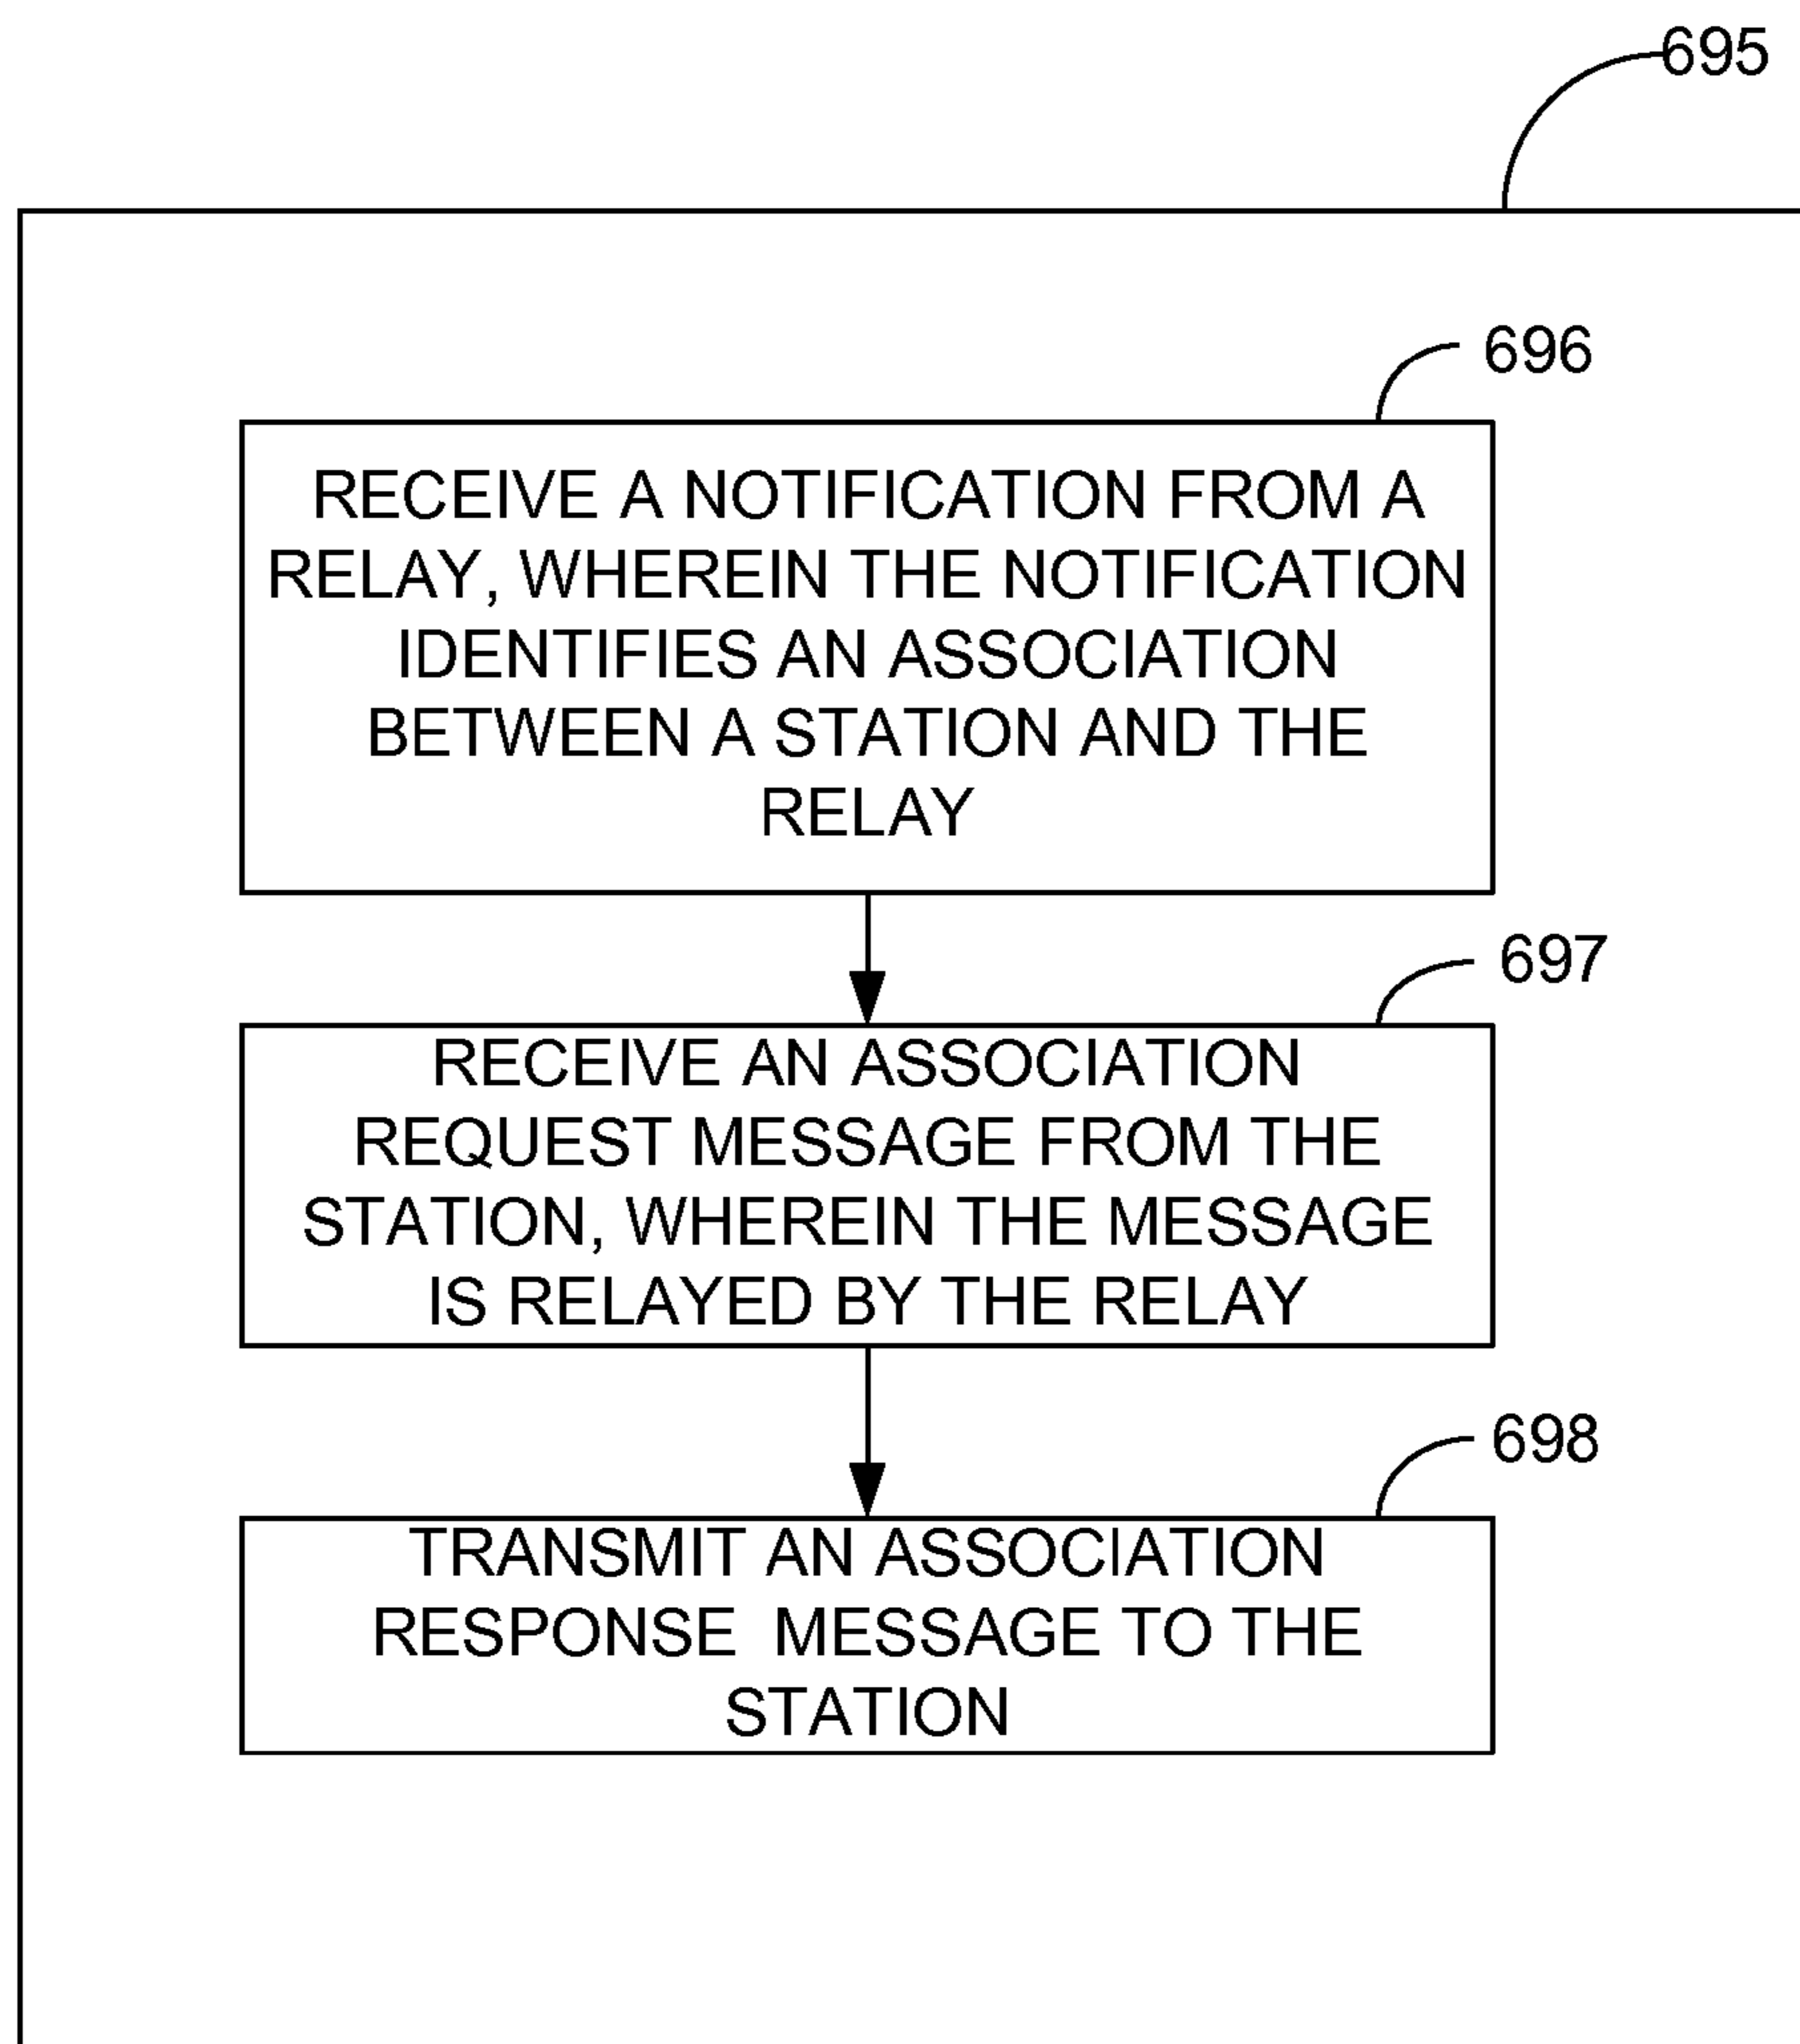 695
696
RECEIVE A NOTIFICATION FROM A
RELAY, WHEREIN THE NOTIFICATION
IDENTIFIES AN ASSOCIATION
BETWEEN A STATION AND THE
RELAY
697
RECEIVE AN ASSOCIATION
REQUEST MESSAGE FROM THE
STATION, WHEREIN THE MESSAGE
IS RELAYED BY THE RELAY
698
TRANSMIT AN ASSOCIATION
RESPONSE  MESSAGE TO THE
STATION